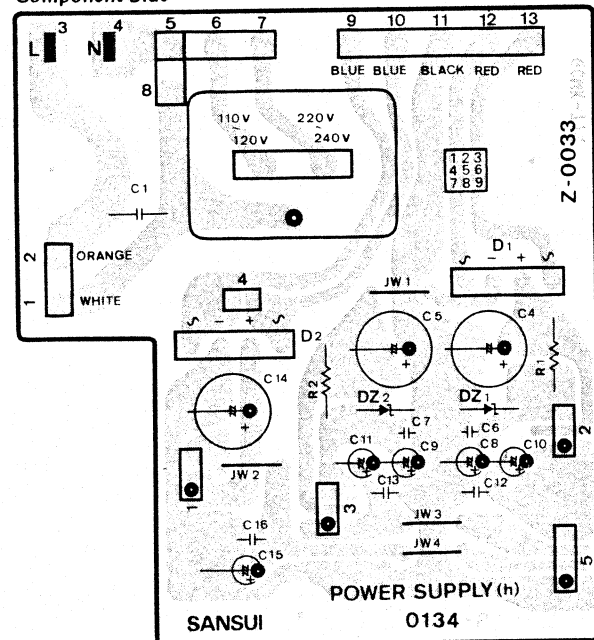 Component Side
3 4 5 6 7 9 10 11 12 13
L N
8
BLUE BLUE BLACK RED RED
110V 220V
120V 240V
1 2 3
4 5 6
7 8 9
Z-0033
C1
2 ORANGE
1 WHITE
D1
~ - + ~
4
~ - + ~
D2
JW1
C5 C4
R2 R1
C14
DZ2 DZ1
C7 C6
2
C11 C9 C8 C10
C13 C12
JW2
1
3
JW3
JW4
C16
C15
5
POWER SUPPLY (h)
SANSUI 0134